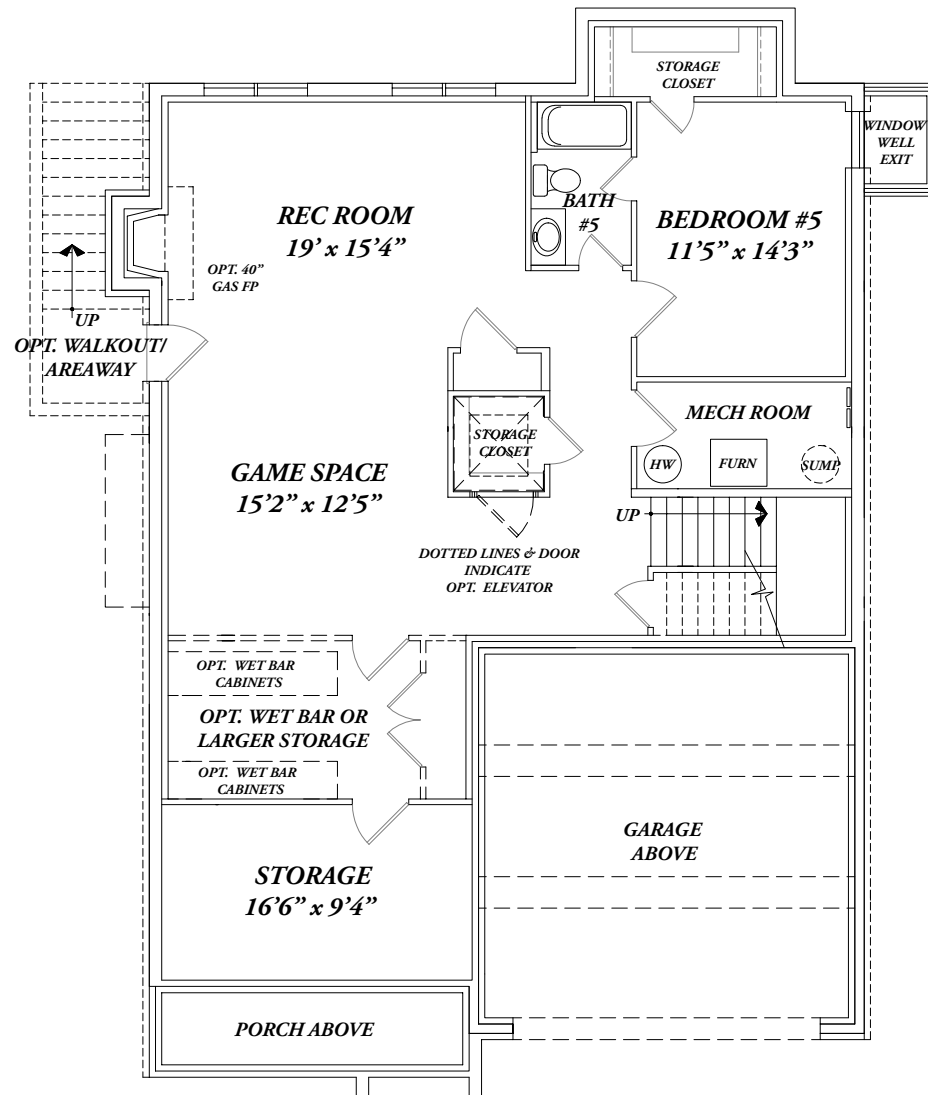 STORAGE
CLOSET
WINDOW
WELL
EXIT
REC ROOM
19’ x 15’4”
BATH
#5
BEDROOM #5
11’5” x 14’3”
OPT. 40”
GAS FP
UP
OPT. WALKOUT/
AREAWAY
MECH ROOM
STORAGE
CLOSET
HW
FURN
SUMP
GAME SPACE
15’2” x 12’5”
UP
DOTTED LINES & DOOR
INDICATE
OPT. ELEVATOR
OPT. WET BAR
CABINETS
OPT. WET BAR OR
LARGER STORAGE
OPT. WET BAR
CABINETS
GARAGE
ABOVE
STORAGE
16’6” x 9’4”
PORCH ABOVE